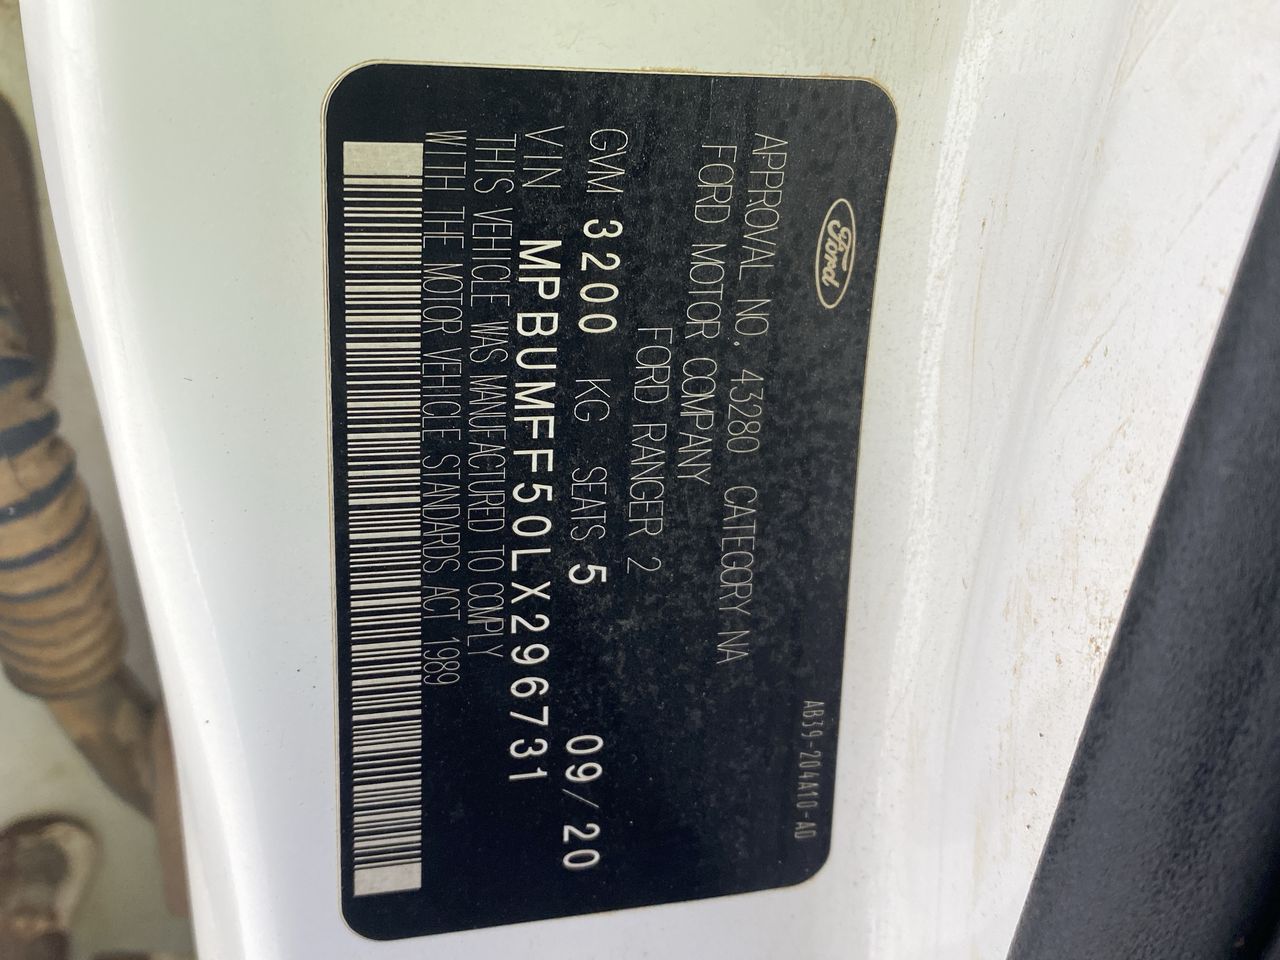 Ford
AB39-204A10-AD
APPROVAL NO. 43280 CATEGORY NA
FORD MOTOR COMPANY
FORD RANGER 2
GVM 3200 KG SEATS 5 09/20
VIN MPBUMFF50LX296731
THIS VEHICLE WAS MANUFACTURED TO COMPLY
WITH THE MOTOR VEHICLE STANDARDS ACT 1989